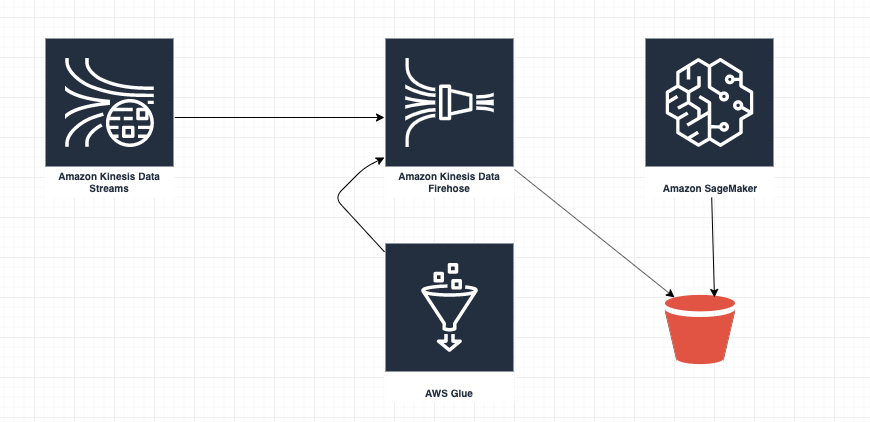 Amazon Kinesis Data
Streams
Amazon Kinesis Data
Firehose
Amazon SageMaker
AWS Glue